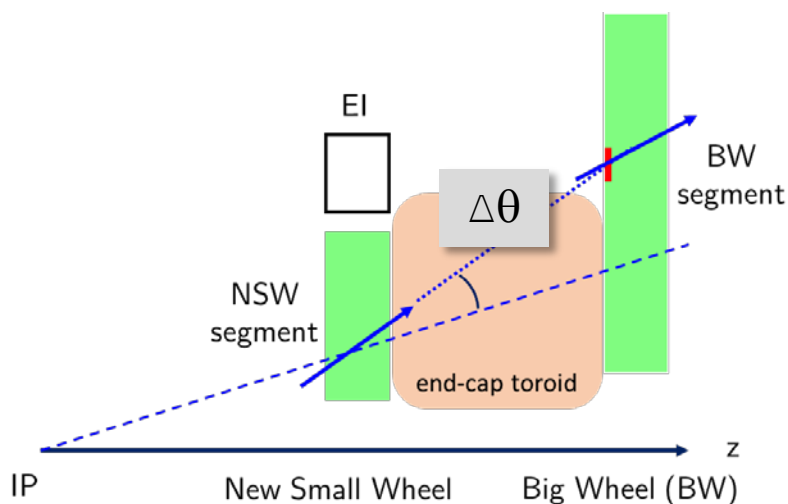 EI
BW
segment
Δθ
NSW
segment
end-cap toroid
z
IP
New Small Wheel
Big Wheel (BW)